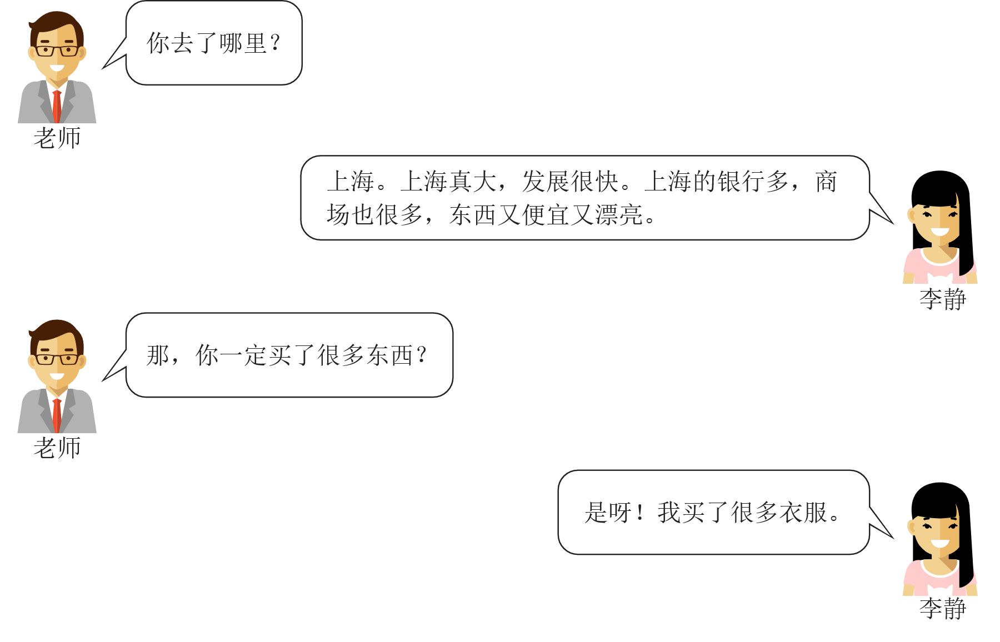 你去了哪里？
老师
上海。上海真大，发展很快。上海的银行多，商
场也很多，东西又便宜又漂亮。
李静
那，你一定买了很多东西？
老师
是呀！我买了很多衣服。
李静